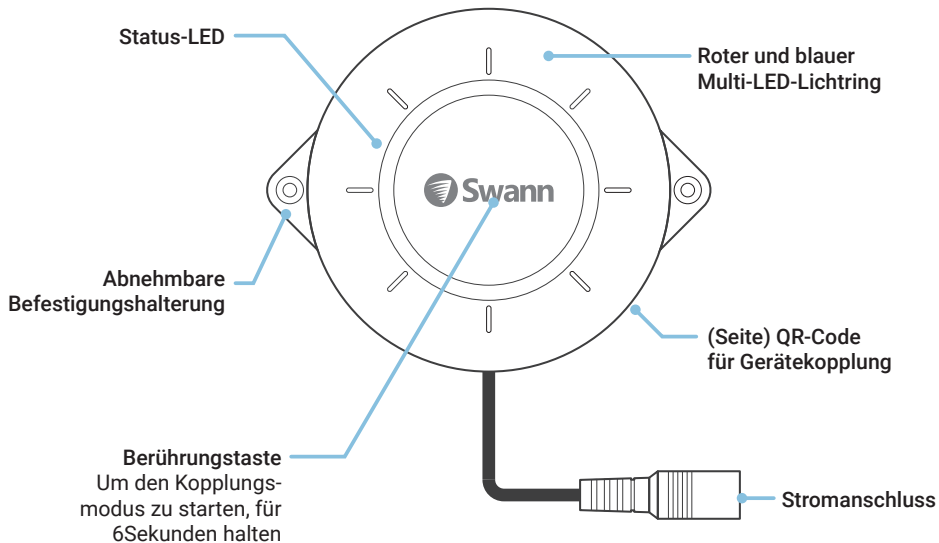 Status-LED
Roter und blauer
Multi-LED-Lichtring
Swann
Abnehmbare
Befestigungshalterung
(Seite) QR-Code
für Gerätekopplung
Berührungstaste
Um den Kopplungs-
modus zu starten, für
6Sekunden halten
Stromanschluss